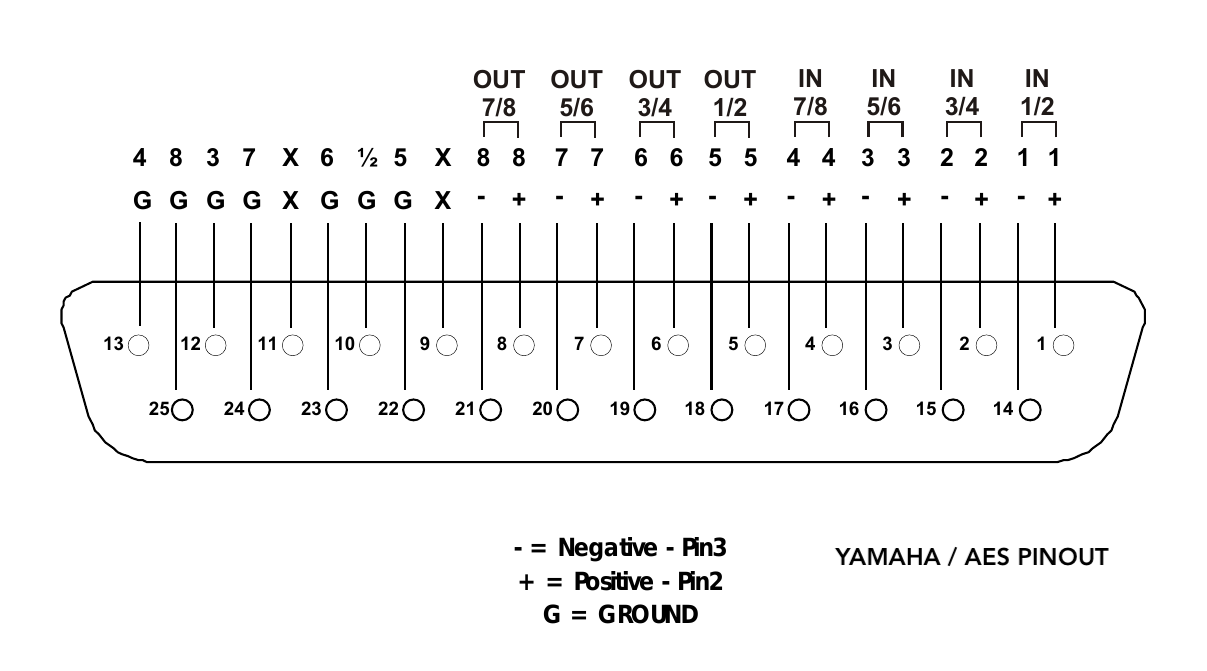 OUT OUT OUT OUT IN IN IN IN
7/8 5/6 3/4 1/2 7/8 5/6 3/4 1/2
4 8 3 7 X 6 ½ 5 X 8 8 7 7 6 6 5 5 4 4 3 3 2 2 1 1
G G G G X G G G X - + - + - + - + - + - + - + - +
13 12 11 10 9 8 7 6 5 4 3 2 1
25 24 23 22 21 20 19 18 17 16 15 14
- = Negative - Pin3
YAMAHA / AES PINOUT
+ = Positive - Pin2
G = GROUND